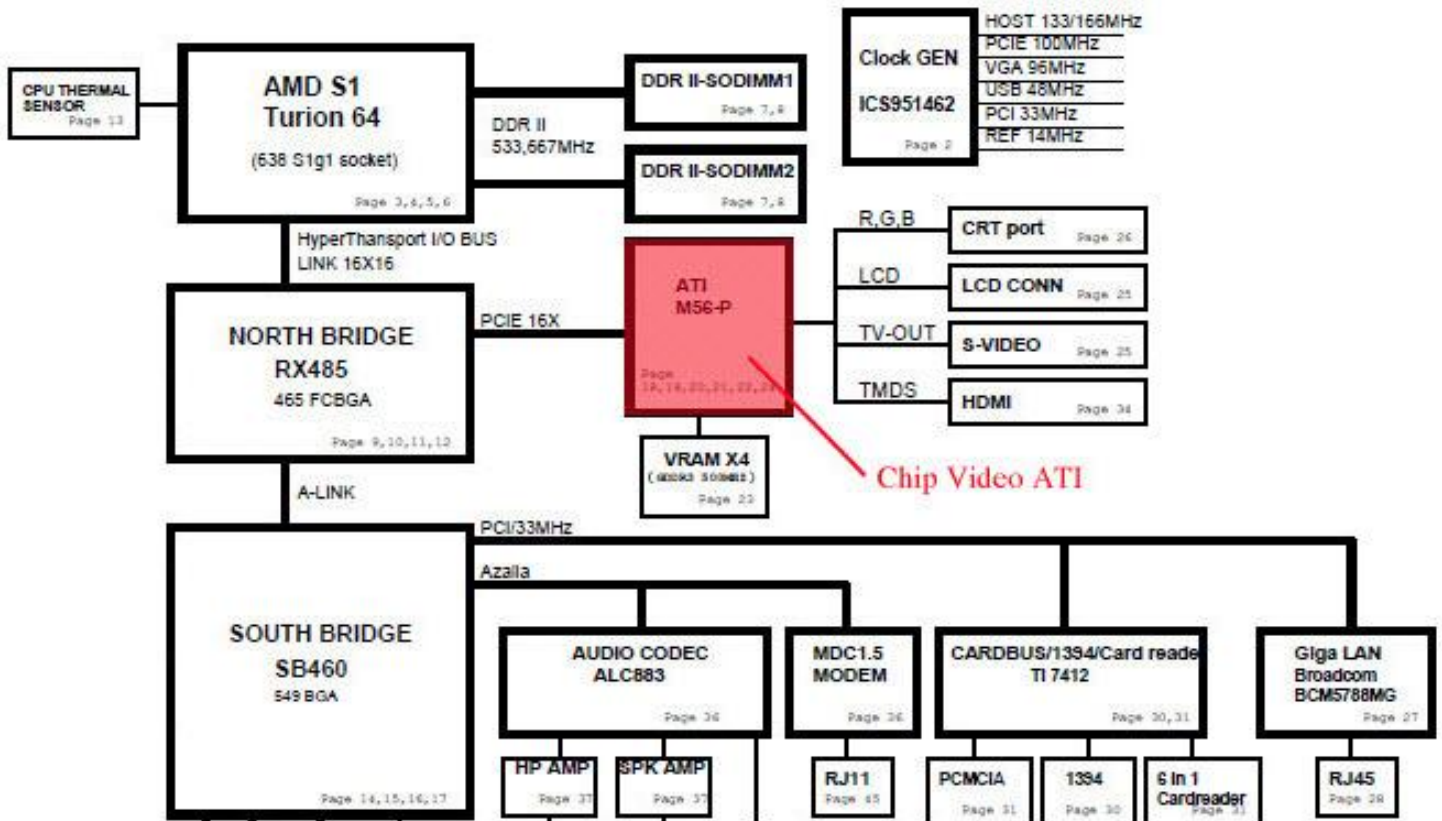 CPU THERMAL
SENSOR
Page 13
AMD S1
Turion 64
(638 S1g1 socket)
Page 3,4,5,6
DDR II
533,667MHz
DDR II-SODIMM1
Page 7,8
DDR II-SODIMM2
Page 7,8
Clock GEN
ICS951462
Page 2
HOST 133/166MHz
PCIE 100MHz
VGA 96MHz
USB 48MHz
PCI 33MHz
REF 14MHz
HyperThansport I/O BUS
LINK 16X16
NORTH BRIDGE
RX485
465 FCBGA
Page 9,10,11,12
PCIE 16X
ATI
M56-P
Page
R,G,B
CRT port
Page 26
LCD
LCD CONN
Page 25
TV-OUT
S-VIDEO
Page 25
TMDS
HDMI
Page 34
VRAM X4
Page 23
Chip Video ATI
A-LINK
SOUTH BRIDGE
SB460
549 BGA
Page 14,15,16,17
PCI/33MHz
Azalia
AUDIO CODEC
ALC883
Page 36
MDC1.5
MODEM
Page 36
CARDBUS/1394/Card reade
TI 7412
Page 30,31
Giga LAN
Broadcom
BCM5788MG
Page 27
HP AMP
Page 37
SPK AMP
Page 37
RJ11
Page 45
PCMCIA
Page 31
1394
Page 30
6 in 1
Cardreader
Page 31
RJ45
Page 28